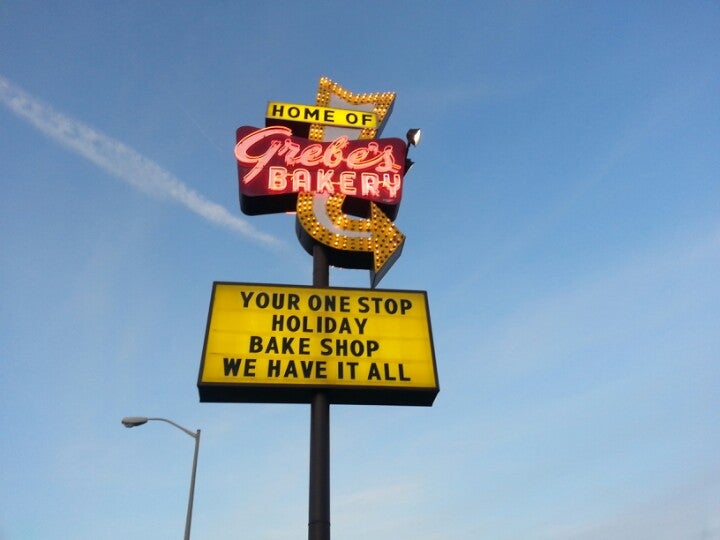 HOME OF
Grebe's
BAKERY
YOUR ONE STOP
HOLIDAY
BAKE SHOP
WE HAVE IT ALL